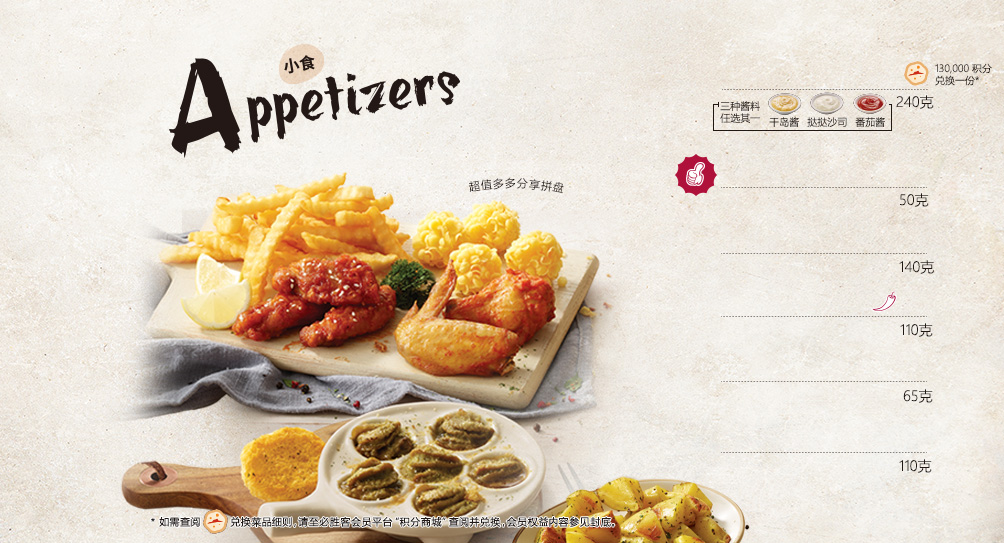 小食
Appetizers
130,000 积分
兑换一份*
240克
三种酱料
任选其一
千岛酱 挞挞沙司 番茄酱
超值多多分享拼盘
50克
140克
110克
65克
110克
* 如需查阅 兑换菜品细则，请至必胜客会员平台“积分商城”查阅并兑换，会员权益内容参见封底。